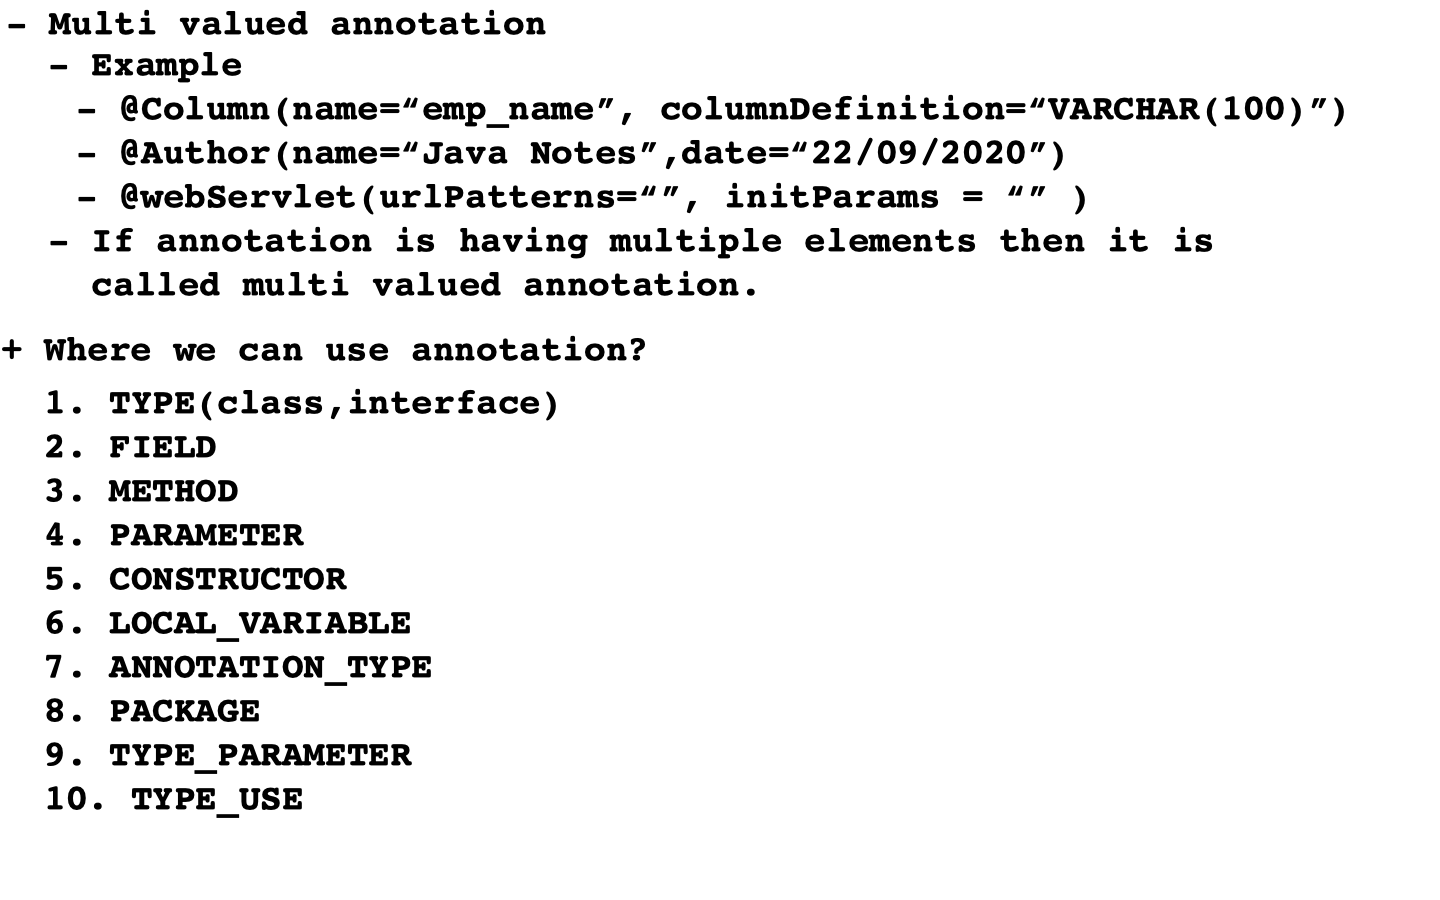 - Multi valued annotation
- Example
- @Column(name=“emp_name”, columnDefinition=“VARCHAR(100)”)
- @Author(name=“Java Notes”,date=“22/09/2020”)
- @webServlet(urlPatterns=“”, initParams = “” )
- If annotation is having multiple elements then it is
called multi valued annotation.
+ Where we can use annotation?
1. TYPE(class,interface)
2. FIELD
3. METHOD
4. PARAMETER
5. CONSTRUCTOR
6. LOCAL_VARIABLE
7. ANNOTATION_TYPE
8. PACKAGE
9. TYPE_PARAMETER
10. TYPE_USE